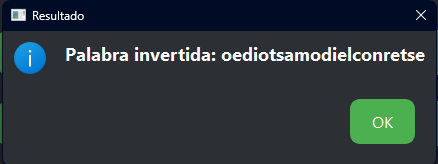 Resultado
Palabra invertida: oediotsamodielconretse
OK